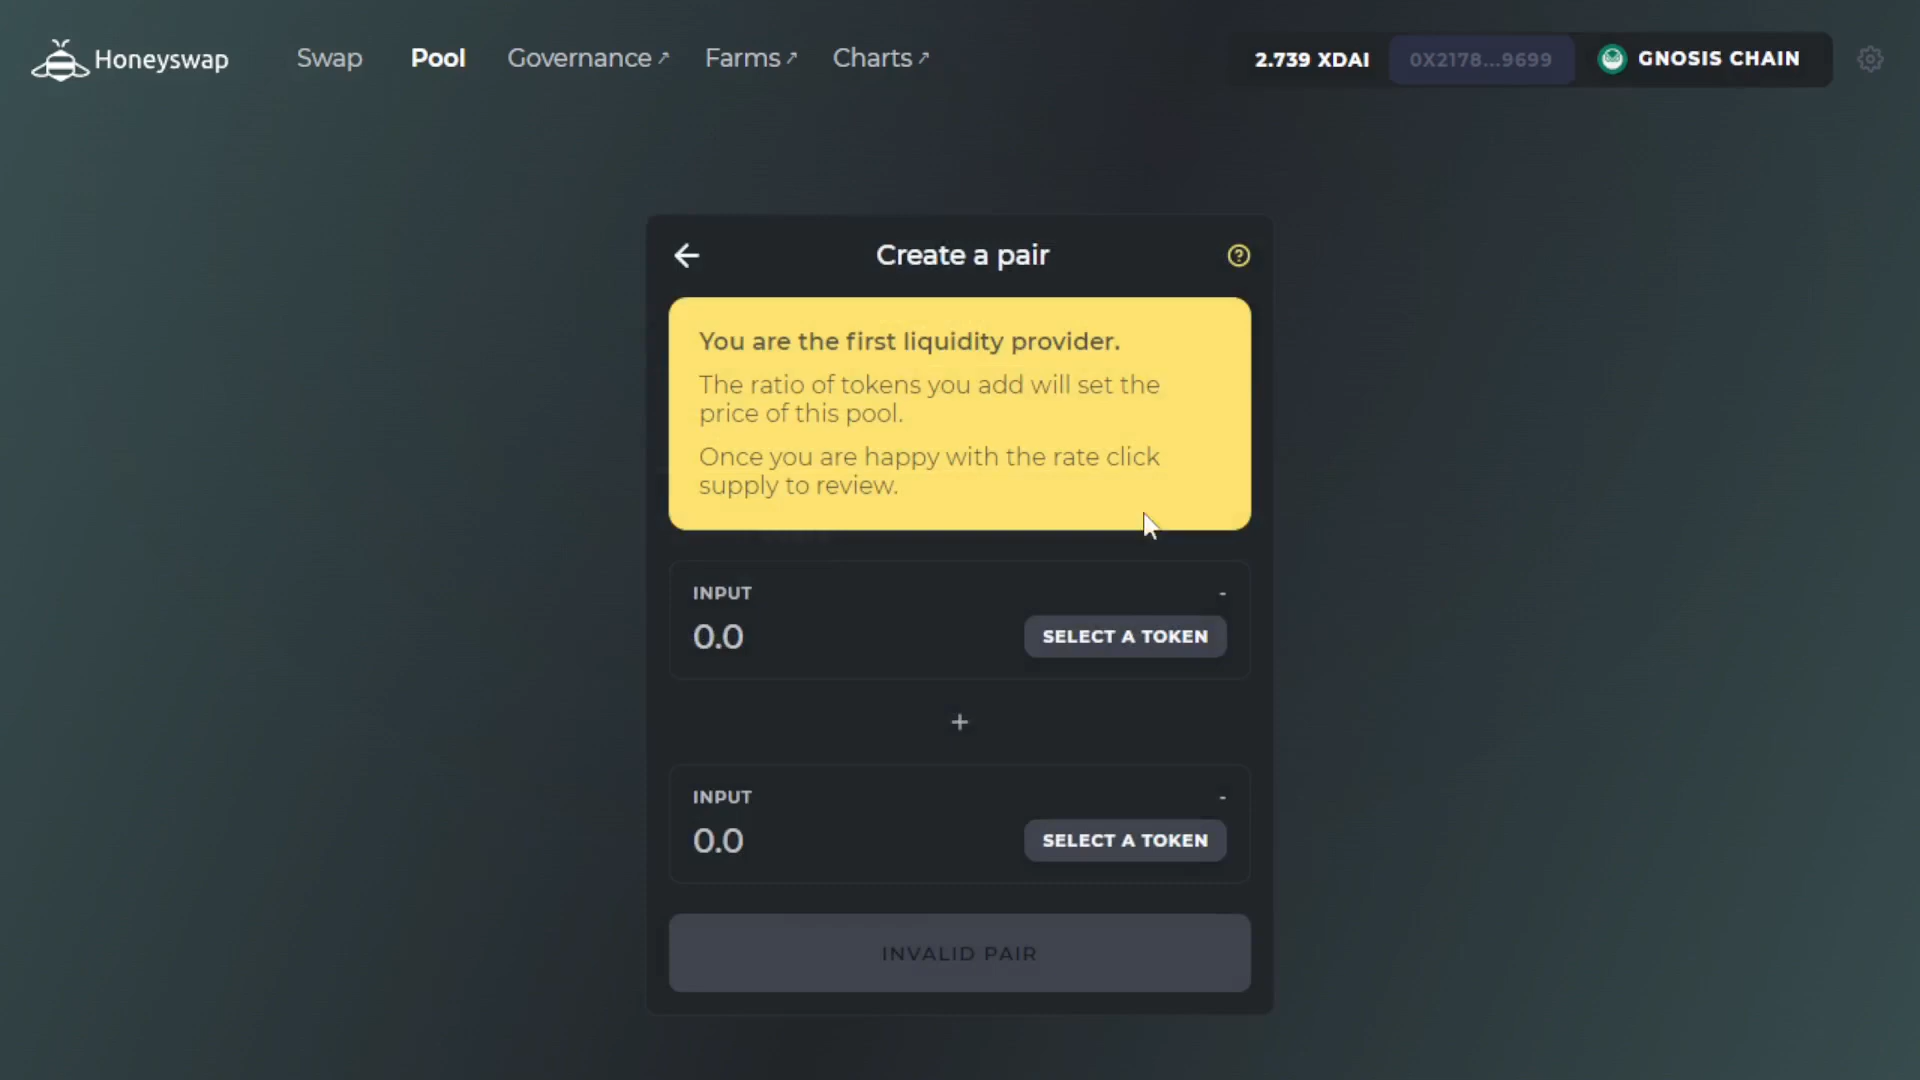 Honeyswap
Swap
Pool
Governance↗
Farms↗
Charts↗
2.739 XDAI
0X2178...9699
GNOSIS CHAIN
Create a pair
You are the first liquidity provider.
The ratio of tokens you add will set the
price of this pool.
Once you are happy with the rate click
supply to review.
INPUT -
0.0 SELECT A TOKEN
+
INPUT -
0.0 SELECT A TOKEN
INVALID PAIR